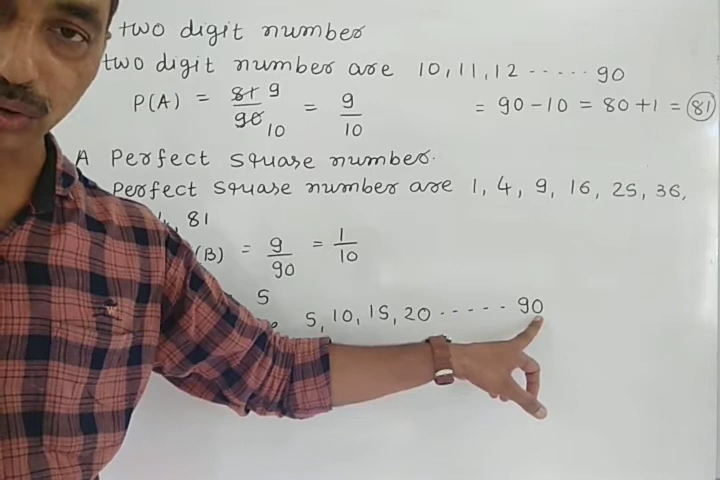 two digit number
two digit number are 10, 11, 12 ..... 90
P(A) = 81 9 / 90 10 = 9/10 = 90 - 10 = 80 + 1 = 81
A Perfect square number.
Perfect square number are 1, 4, 9, 16, 25, 36,
, 81
(B) = 9/90 = 1/10
5
5, 10, 15, 20 ..... 90